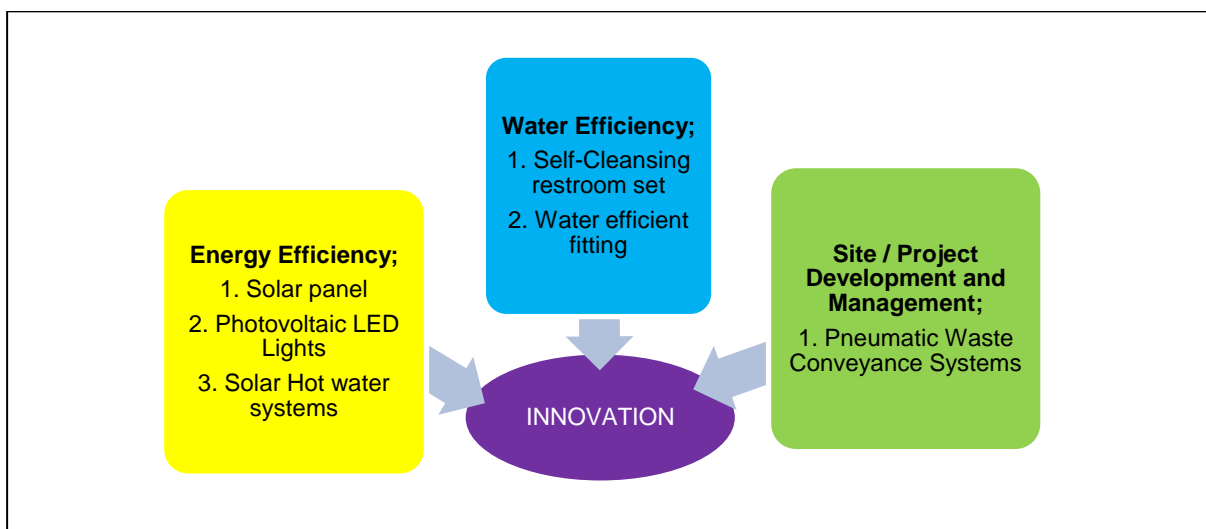 Energy Efficiency;
1. Solar panel
2. Photovoltaic LED
Lights
3. Solar Hot water
systems
Water Efficiency;
1. Self-Cleansing
restroom set
2. Water efficient
fitting
Site / Project
Development and
Management;
1. Pneumatic Waste
Conveyance Systems
INNOVATION